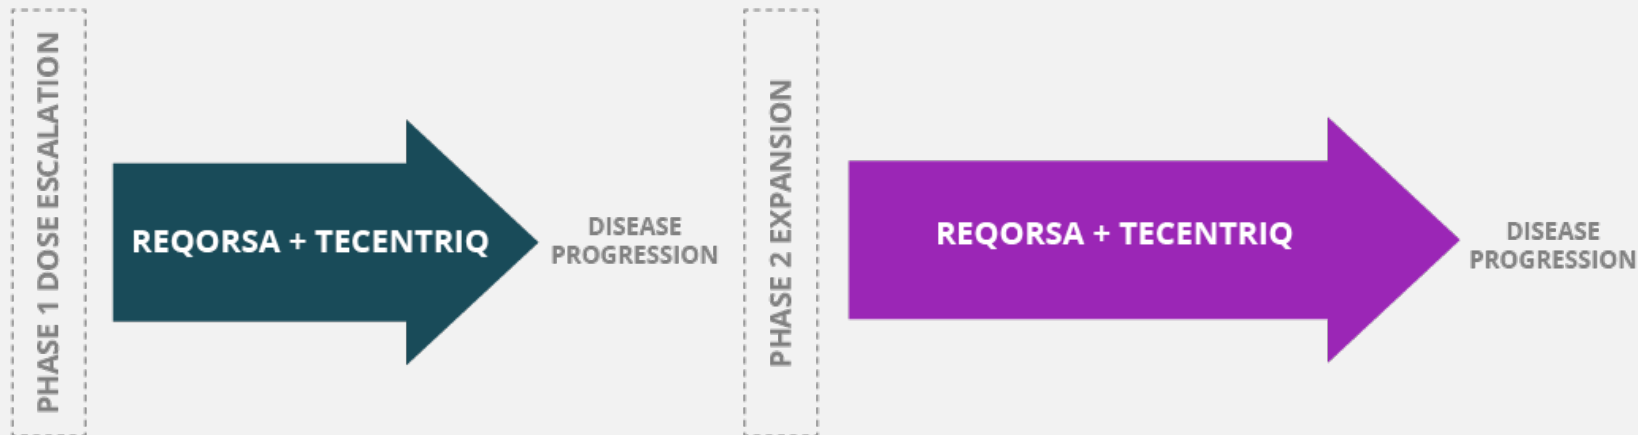 PHASE 1 DOSE ESCALATION
REQORSA + TECENTRIQ
DISEASE
PROGRESSION
PHASE 2 EXPANSION
REQORSA + TECENTRIQ
DISEASE
PROGRESSION